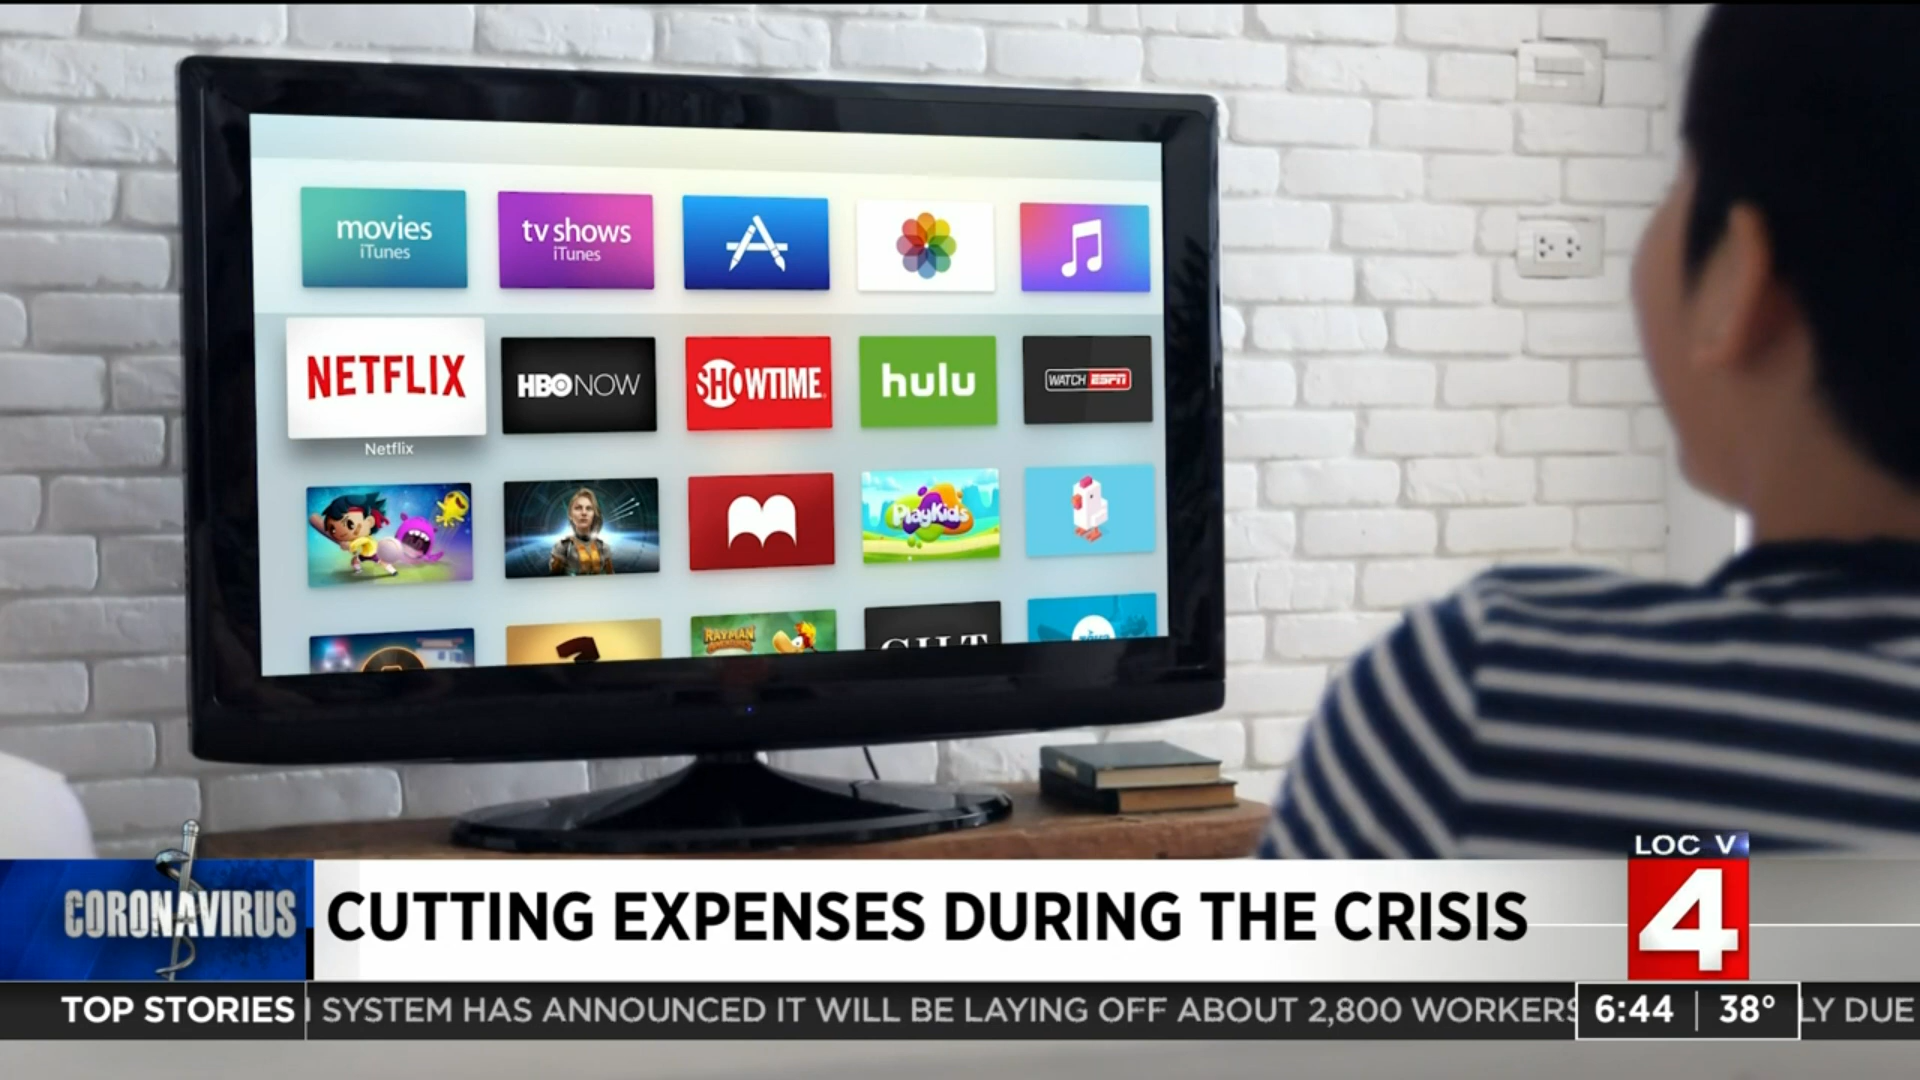 movies
iTunes
tv shows
iTunes
NETFLIX
HBO NOW
SHOWTIME
hulu
WATCH ESPN
Netflix
PlayKids
RAYMAN
GILT
LOC V
4
CORONAVIRUS
CUTTING EXPENSES DURING THE CRISIS
TOP STORIES
SYSTEM HAS ANNOUNCED IT WILL BE LAYING OFF ABOUT 2,800 WORKERS
6:44
38°
LY DUE